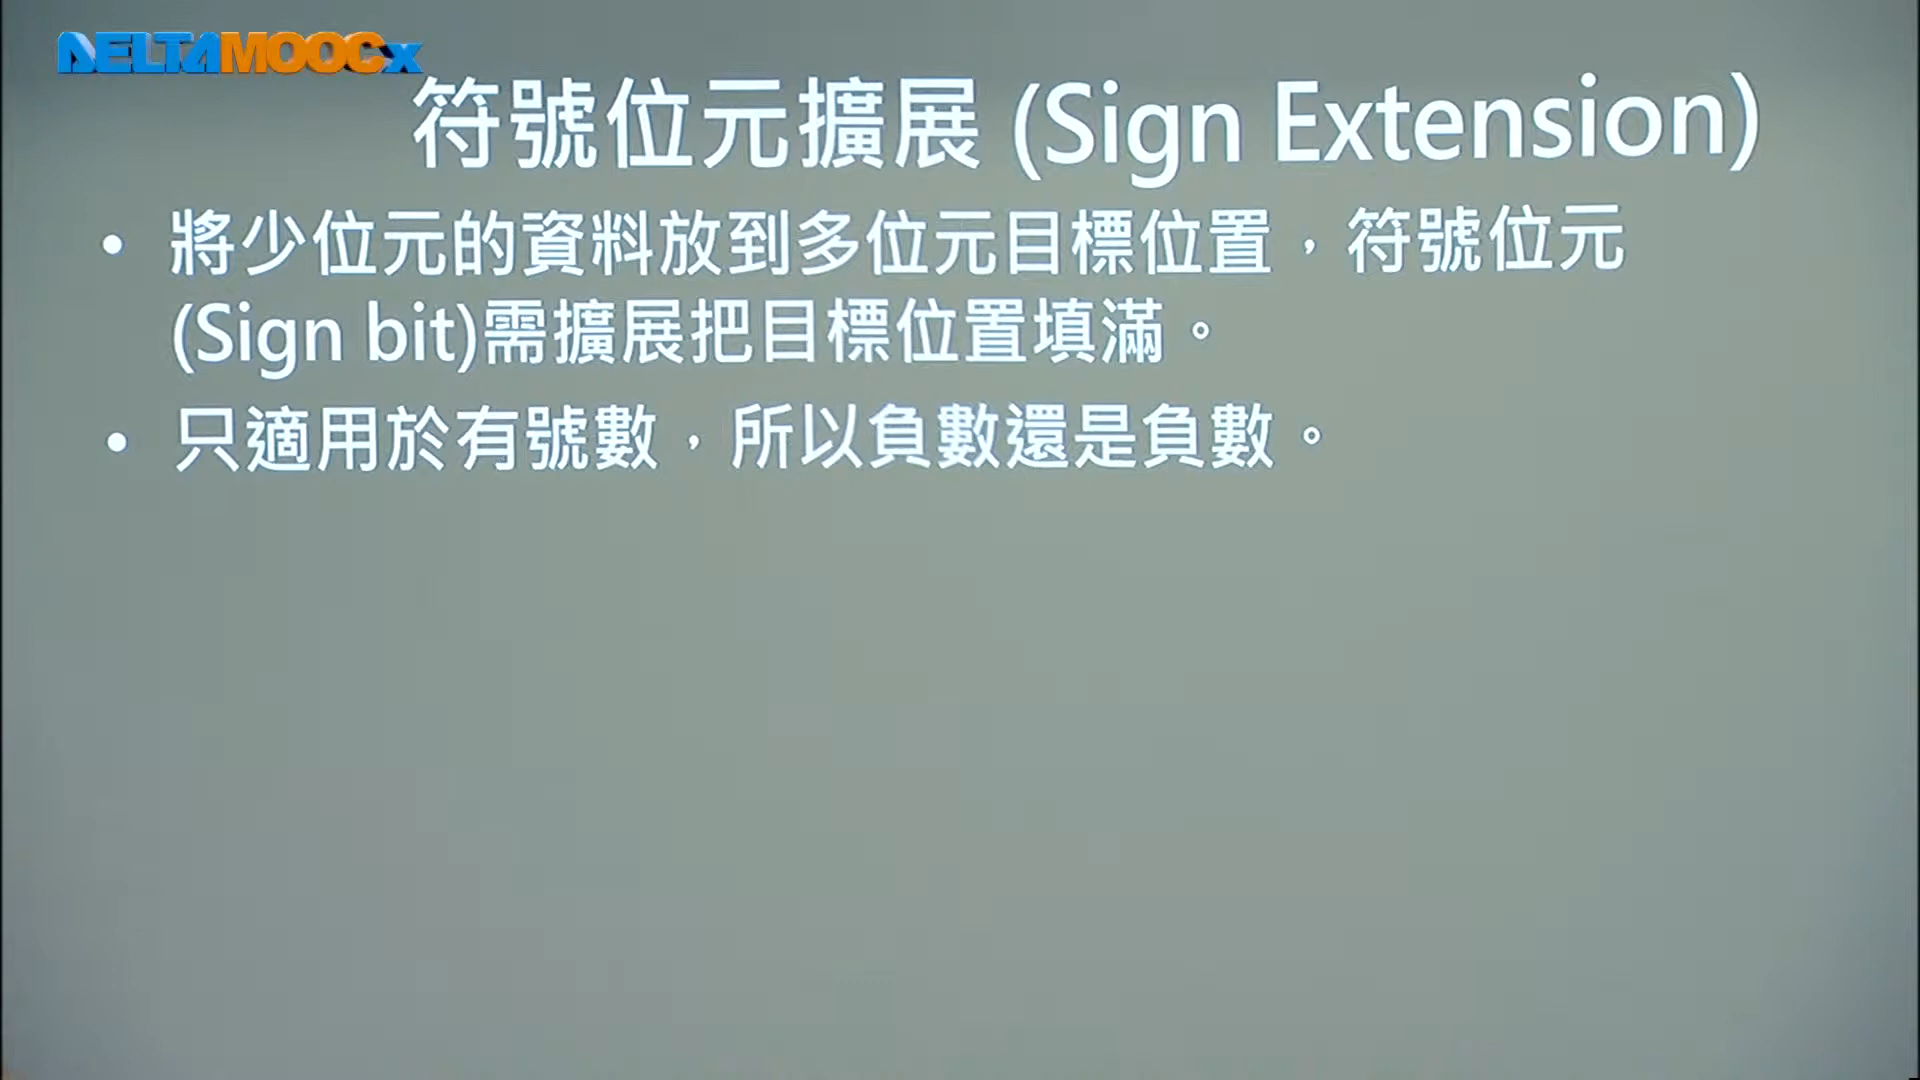 DELTAMOOCx
符號位元擴展 (Sign Extension)
• 將少位元的資料放到多位元目標位置，符號位元
(Sign bit)需擴展把目標位置填滿。
• 只適用於有號數，所以負數還是負數。